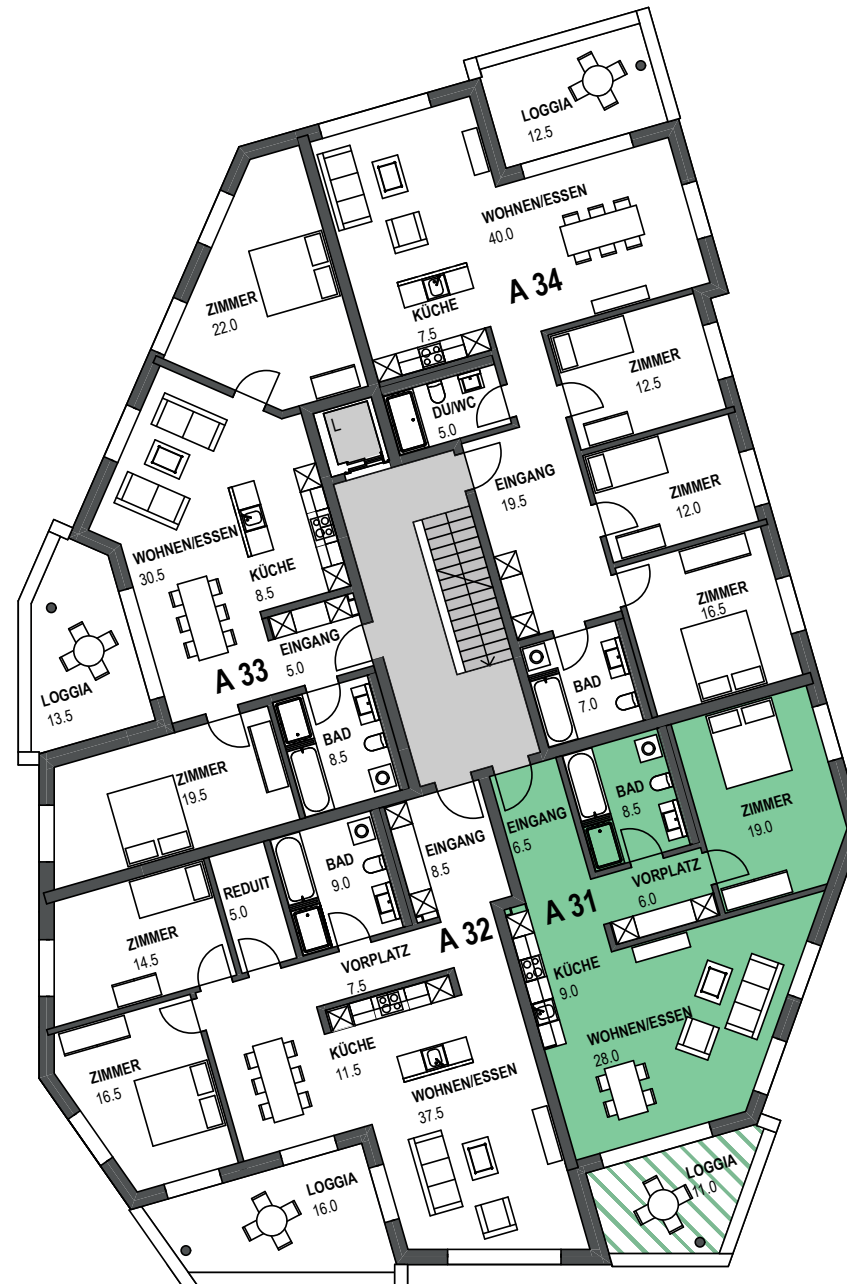 LOGGIA
12.5
WOHNEN/ESSEN
40.0
A 34
KÜCHE
7.5
ZIMMER
22.0
ZIMMER
12.5
DU/WC
5.0
L
EINGANG
19.5
ZIMMER
12.0
WOHNEN/ESSEN
30.5
KÜCHE
8.5
ZIMMER
16.5
EINGANG
5.0
A 33
LOGGIA
13.5
BAD
7.0
BAD
8.5
ZIMMER
19.5
BAD
8.5
ZIMMER
19.0
EINGANG
6.5
EINGANG
8.5
BAD
9.0
REDUIT
5.0
VORPLATZ
6.0
A 31
A 32
ZIMMER
14.5
VORPLATZ
7.5
KÜCHE
9.0
KÜCHE
11.5
WOHNEN/ESSEN
28.0
ZIMMER
16.5
WOHNEN/ESSEN
37.5
LOGGIA
16.0
LOGGIA
11.0